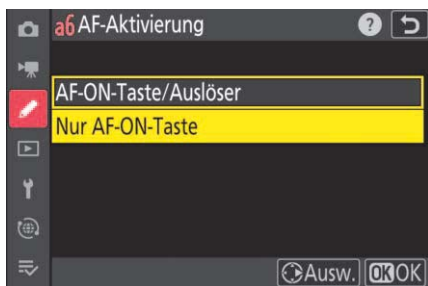 a6 AF-Aktivierung ?
AF-ON-Taste/Auslöser
Nur AF-ON-Taste
Ausw. OK OK